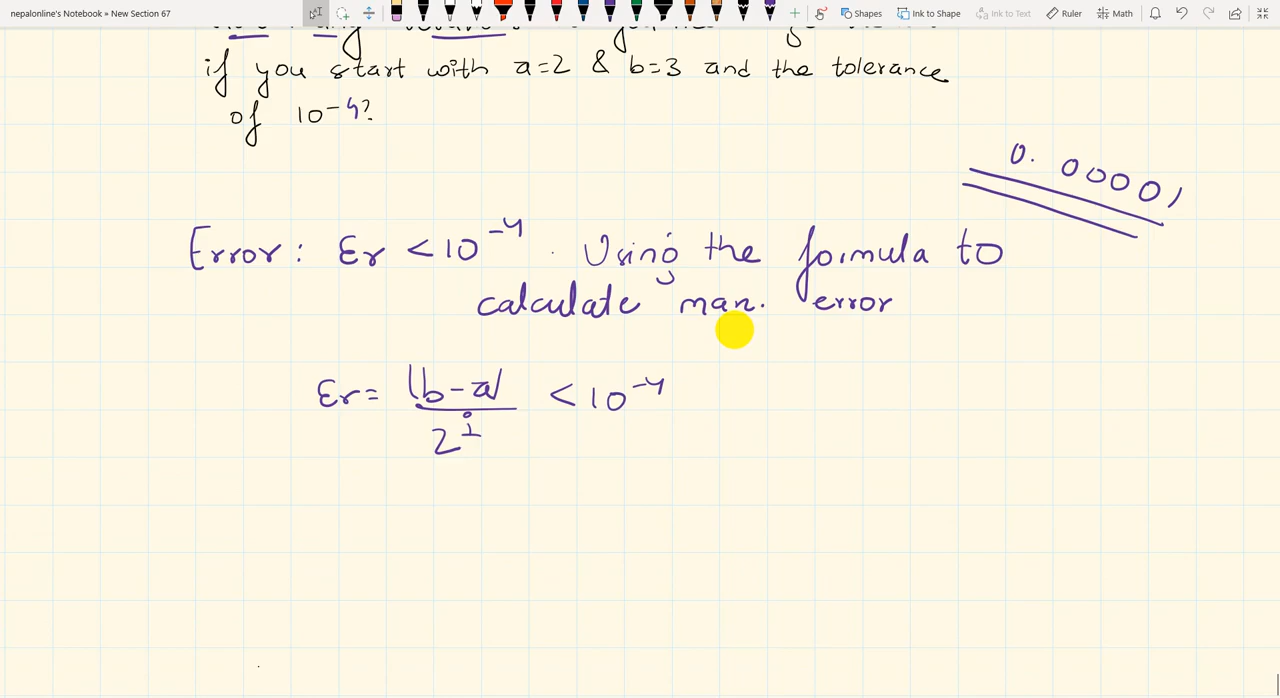 nepalonline's Notebook » New Section 67
Shapes Ink to Shape Ink to Text Ruler Math
if you start with a=2 & b=3 and the tolerance
of 10⁻⁴?
0. 00001
Error: Er < 10⁻⁴. Using the formula to
calculate max. error
Er = |b-a| / 2ⁱ < 10⁻⁴